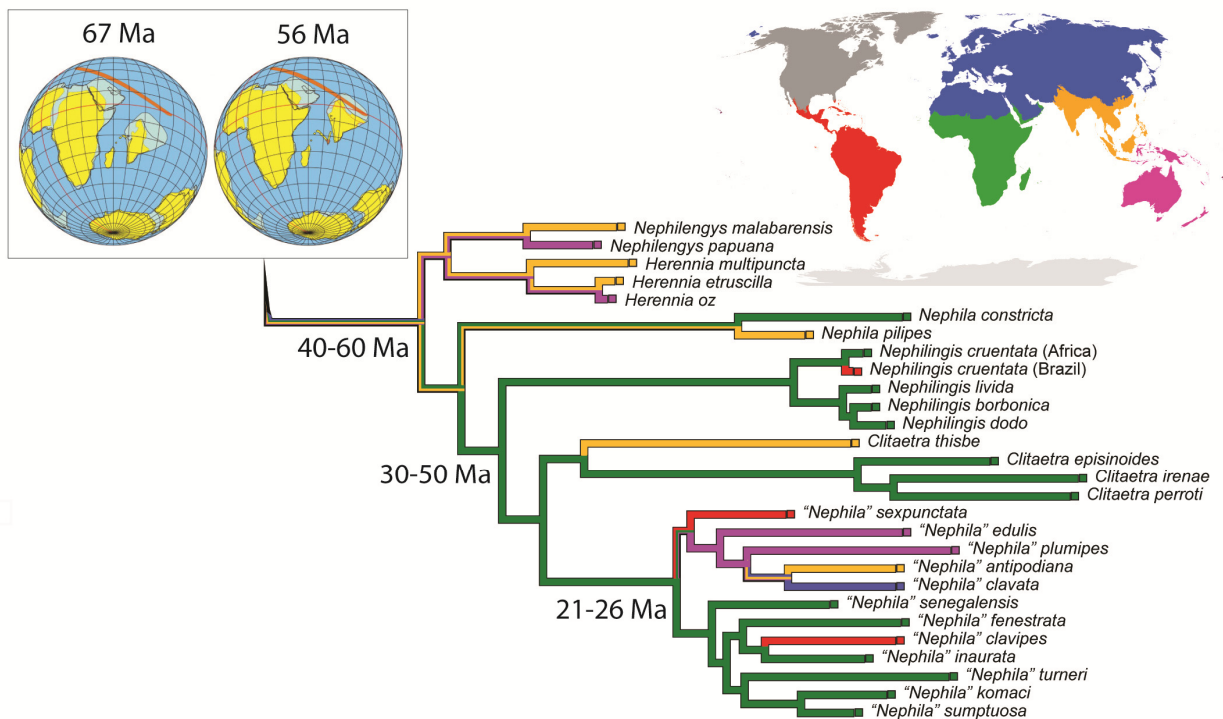 67 Ma
56 Ma
Nephilengys malabarensis
Nephilengys papuana
Herennia multipuncta
Herennia etruscilla
Herennia oz
40-60 Ma
Nephila constricta
Nephila pilipes
Nephilingis cruentata (Africa)
Nephilingis cruentata (Brazil)
Nephilingis livida
Nephilingis borbonica
Nephilingis dodo
Clitaetra thisbe
30-50 Ma
Clitaetra episinoides
Clitaetra irenae
Clitaetra perroti
“Nephila” sexpunctata
“Nephila” edulis
“Nephila” plumipes
“Nephila” antipodiana
“Nephila” clavata
21-26 Ma
“Nephila” senegalensis
“Nephila” fenestrata
“Nephila” clavipes
“Nephila” inaurata
“Nephila” turneri
“Nephila” komaci
“Nephila” sumptuosa